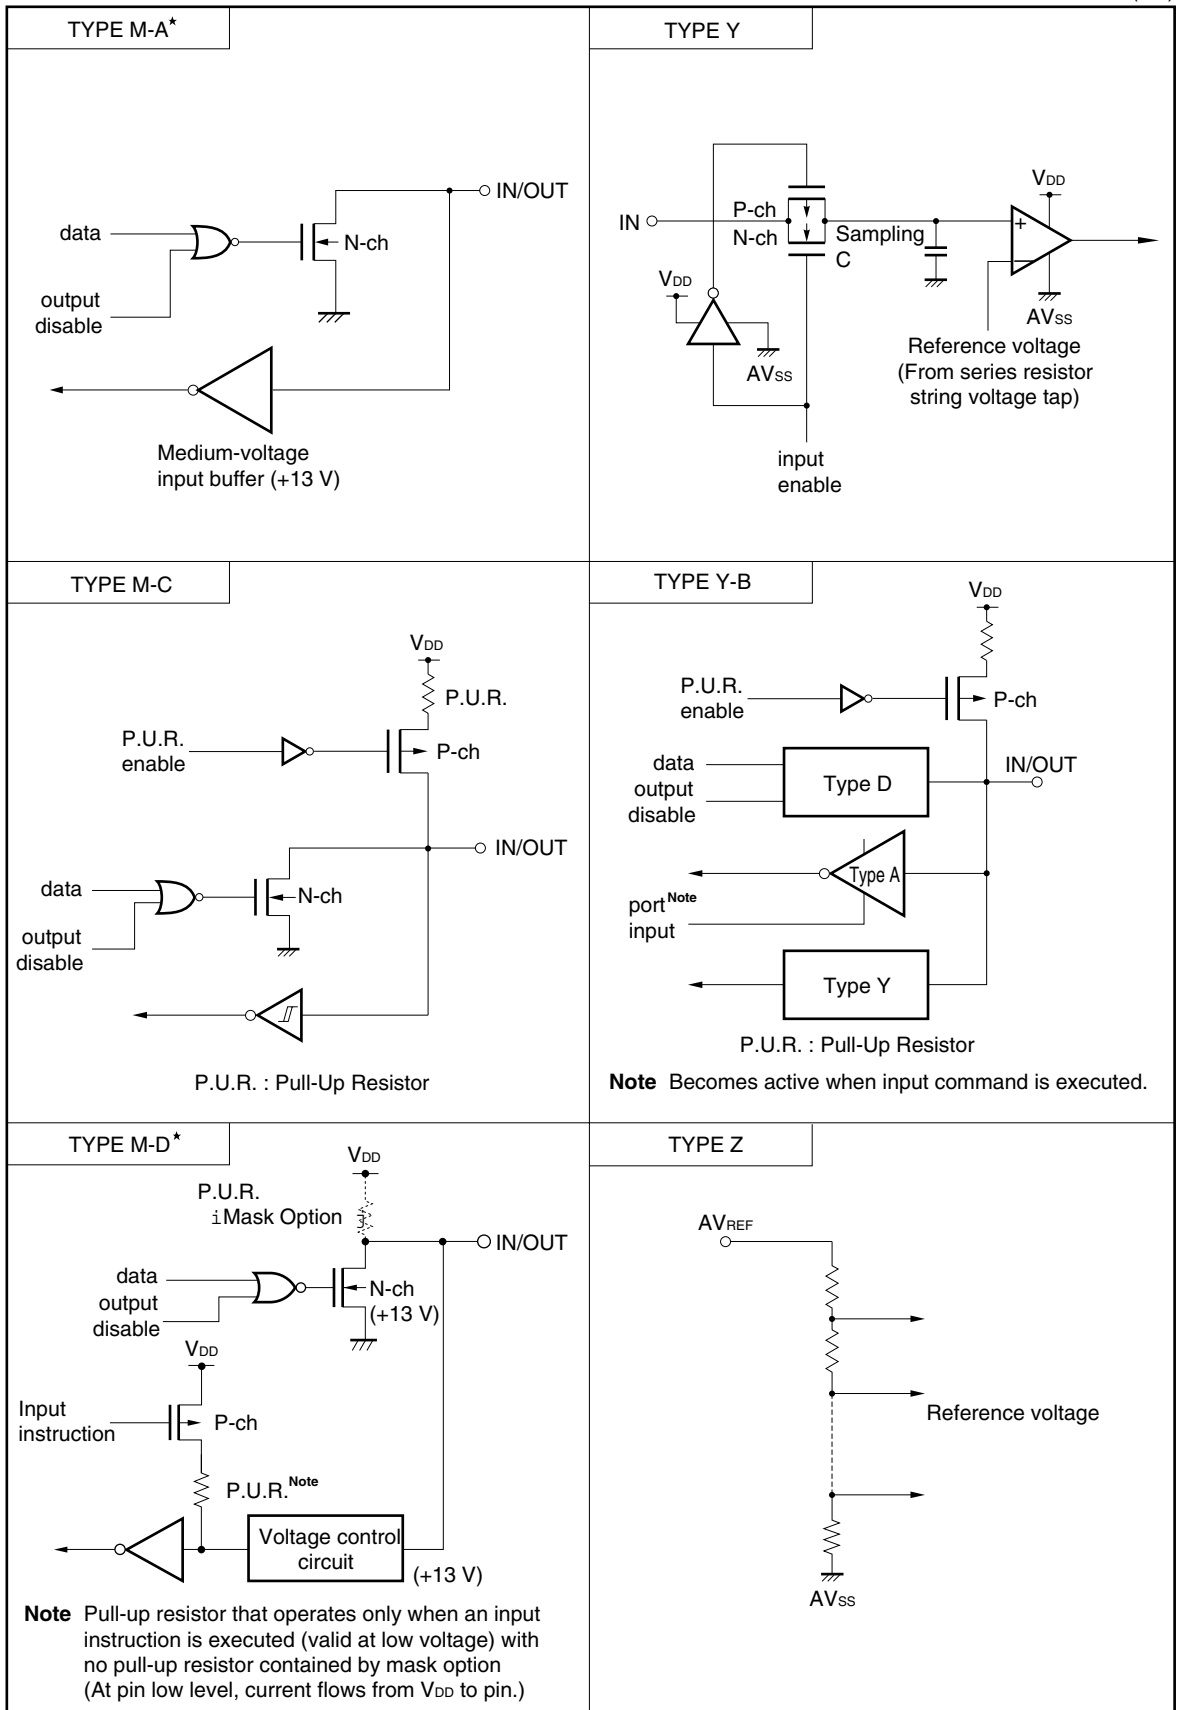 TYPE M-A★
data
output
disable
N-ch
IN/OUT
Medium-voltage
input buffer (+13 V)
TYPE Y
IN
P-ch
N-ch
Sampling
C
VDD
+
−
AVSS
VDD
AVSS
Reference voltage
(From series resistor
string voltage tap)
input
enable
TYPE M-C
VDD
P.U.R.
P.U.R.
enable
P-ch
IN/OUT
data
N-ch
output
disable
P.U.R. : Pull-Up Resistor
TYPE Y-B
VDD
P.U.R.
enable
P-ch
data
output
disable
Type D
IN/OUT
Type A
port Note
input
Type Y
P.U.R. : Pull-Up Resistor
Note Becomes active when input command is executed.
TYPE M-D★
VDD
P.U.R.
iMask Option
IN/OUT
data
output
disable
N-ch
(+13 V)
VDD
Input
instruction
P-ch
P.U.R. Note
Voltage control
circuit
(+13 V)
Note Pull-up resistor that operates only when an input
instruction is executed (valid at low voltage) with
no pull-up resistor contained by mask option
(At pin low level, current flows from VDD to pin.)
TYPE Z
AVREF
Reference voltage
AVSS